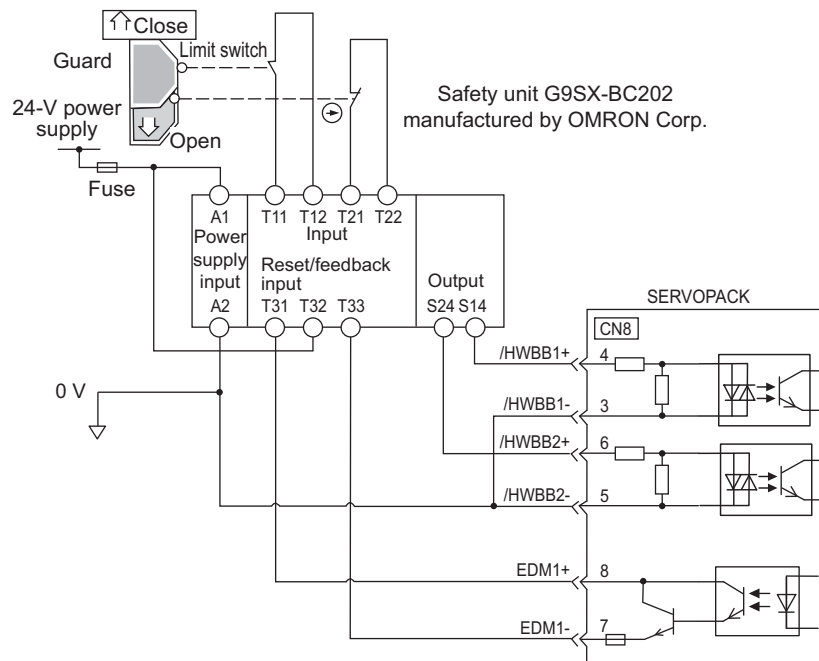 Close
Limit switch
Guard
Safety unit G9SX-BC202
manufactured by OMRON Corp.
24-V power
supply
Open
Fuse
A1 T11 T12 T21 T22
Power
supply
input
Input
Reset/feedback
input
Output
A2 T31 T32 T33 S24 S14
SERVOPACK
CN8
/HWBB1+ 4
0 V
/HWBB1- 3
/HWBB2+ 6
/HWBB2- 5
EDM1+ 8
EDM1- 7